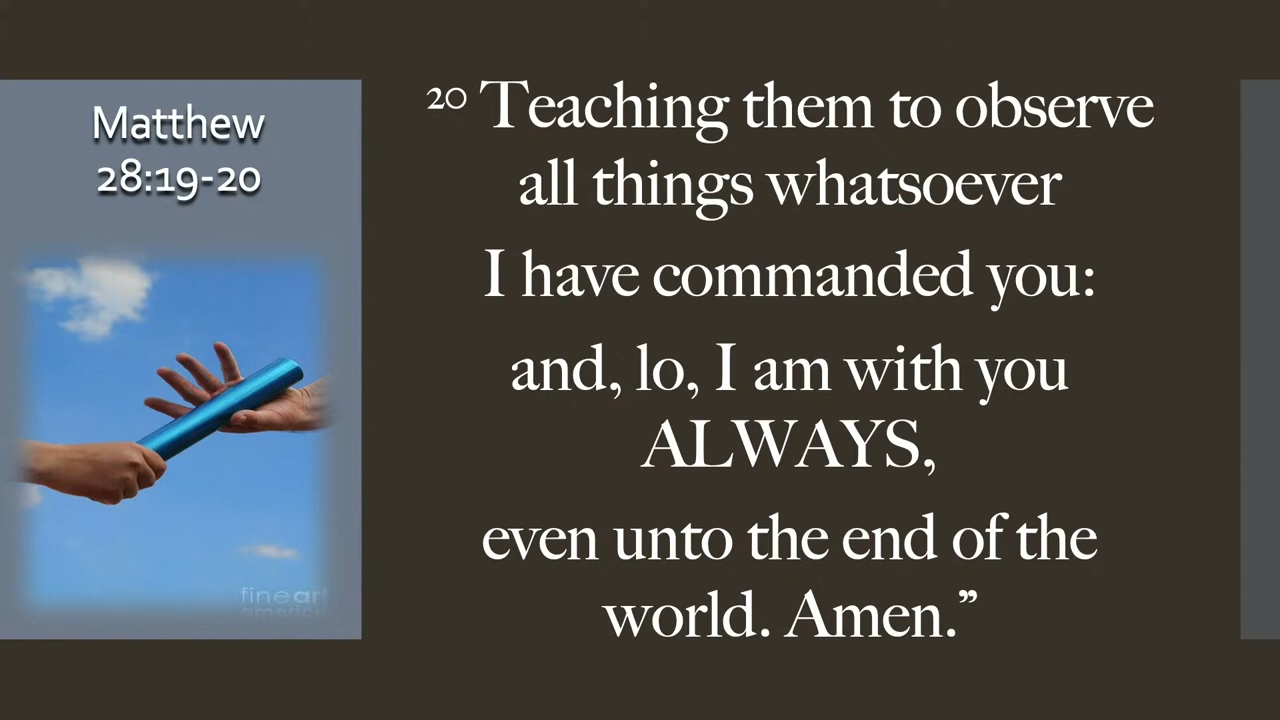 Matthew
28:19-20
20 Teaching them to observe
all things whatsoever
I have commanded you:
and, lo, I am with you
ALWAYS,
even unto the end of the
world. Amen.”
fineart
america